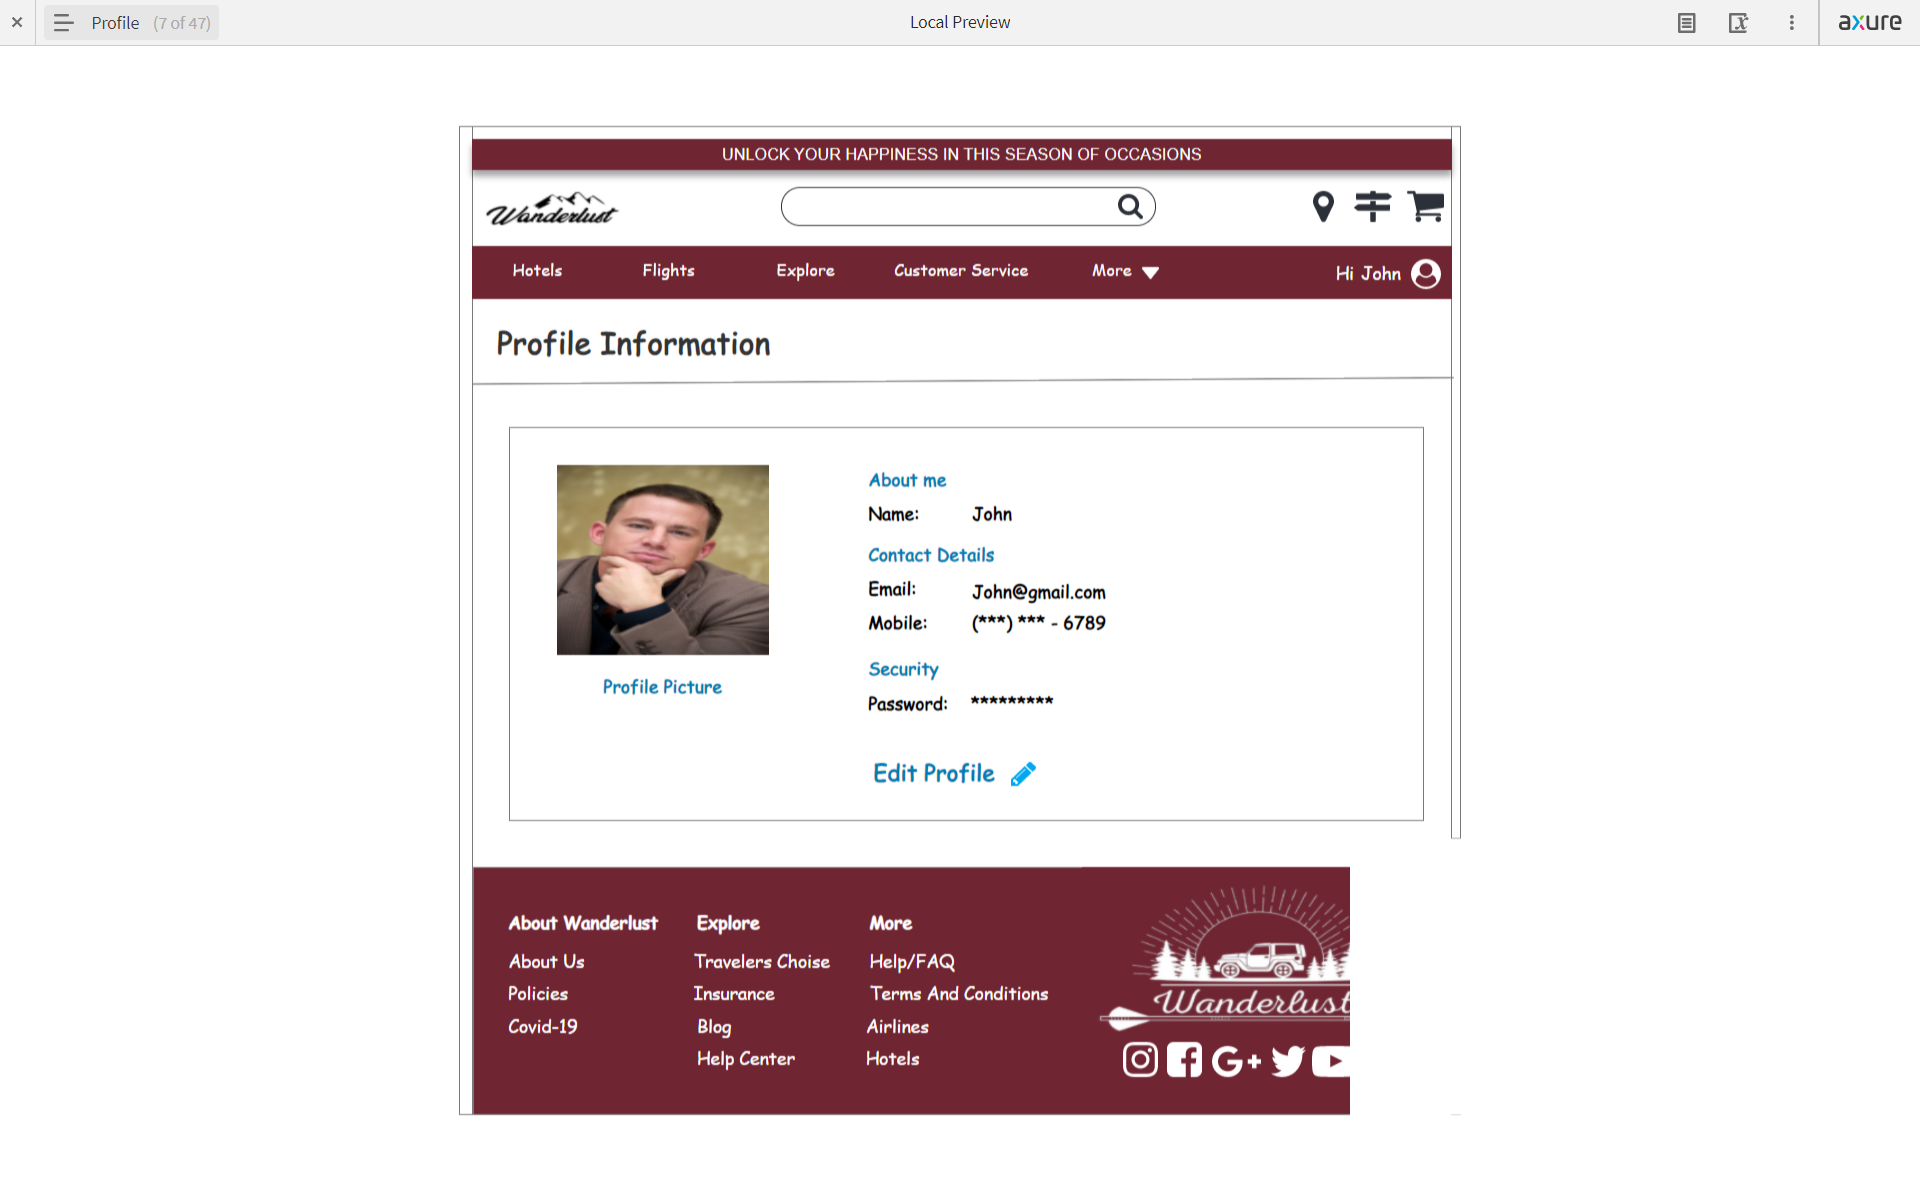 Profile (7 of 47)
Local Preview
axure
UNLOCK YOUR HAPPINESS IN THIS SEASON OF OCCASIONS
Wanderlust
Hotels Flights Explore Customer Service More Hi John
Profile Information
About me
Name: John
Contact Details
Email: John@gmail.com
Mobile: (***) *** - 6789
Security
Password: *********
Profile Picture
Edit Profile
About Wanderlust Explore More
About Us Travelers Choise Help/FAQ
Policies Insurance Terms And Conditions
Covid-19 Blog Airlines
Help Center Hotels
Wanderlust
G+